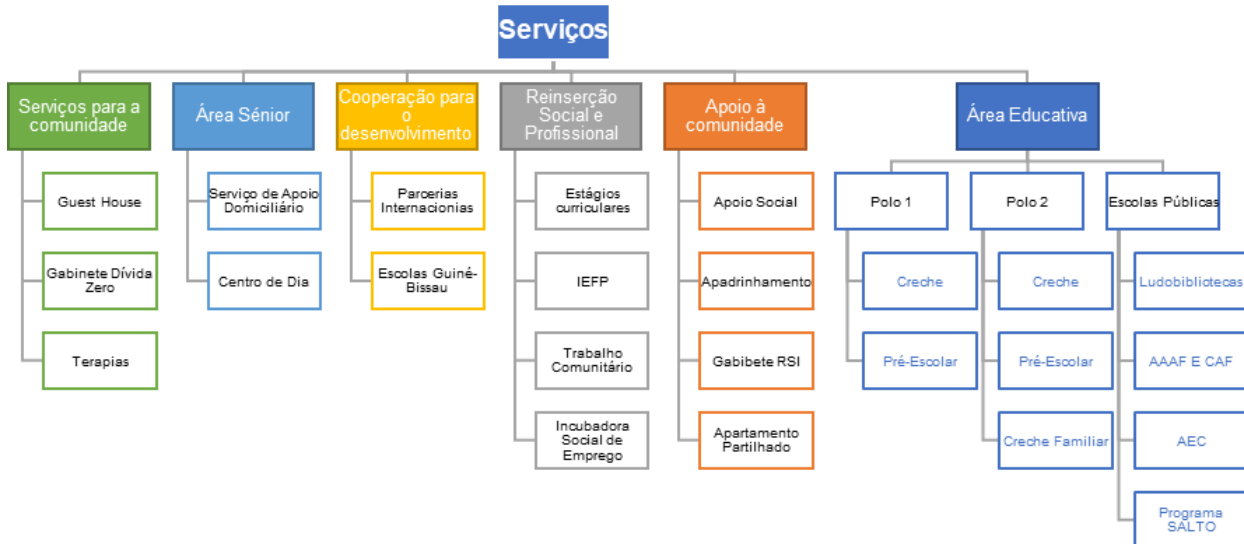 Serviços
Serviços para a
comunidade
Área Sénior
Cooperação para
o
desenvolvimento
Reinserção
Social e
Profissional
Apoio à
comunidade
Área Educativa
Guest House
Gabinete Dívida
Zero
Terapias
Serviço de Apoio
Domiciliário
Centro de Dia
Parcerias
Internacionias
Escolas Guiné-
Bissau
Estágios
curriculares
IEFP
Trabalho
Comunitário
Incubadora
Social de
Emprego
Apoio Social
Apadrinhamento
Gabibete RSI
Apartamento
Partilhado
Polo 1
Creche
Pré-Escolar
Polo 2
Creche
Pré-Escolar
Creche Familiar
Escolas Públicas
Ludobibliotecas
AAAF E CAF
AEC
Programa
SALTO